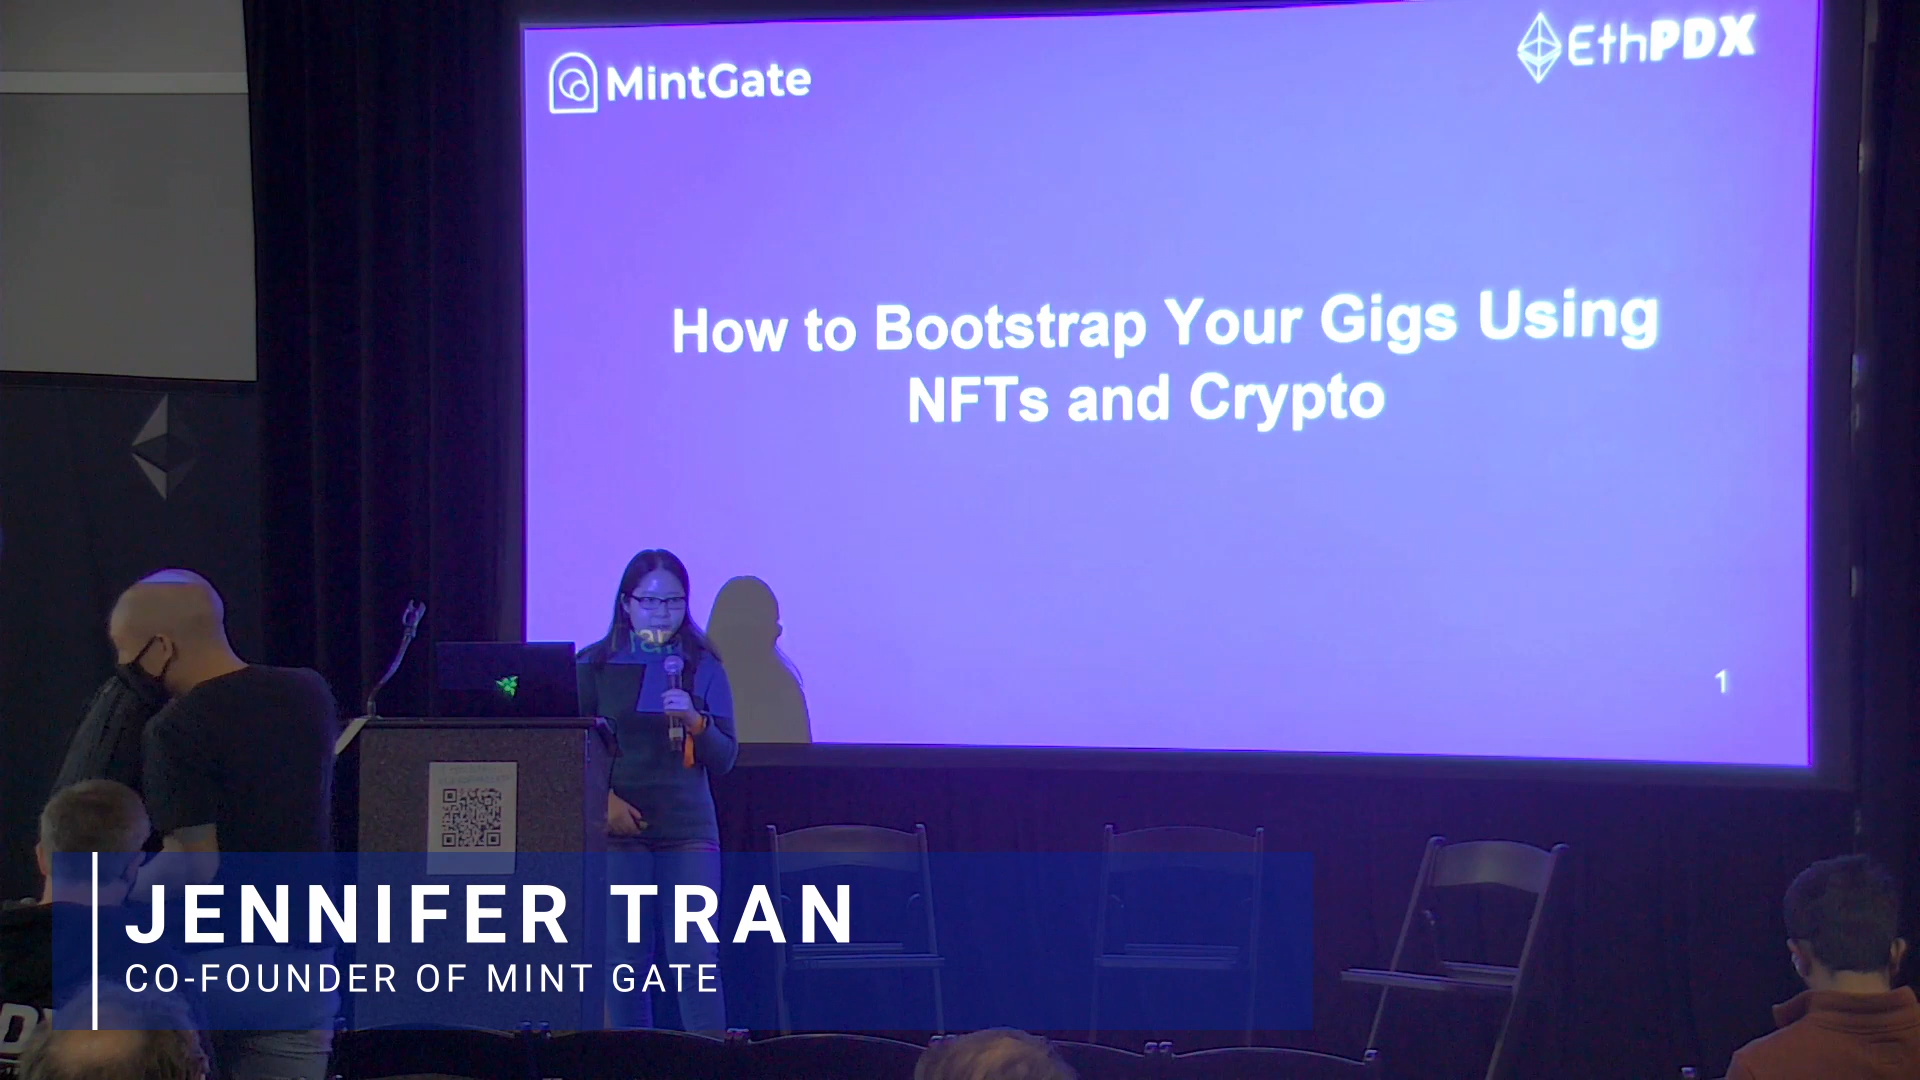 MintGate
EthPDX
How to Bootstrap Your Gigs Using
NFTs and Crypto
1
JENNIFER TRAN
CO-FOUNDER OF MINT GATE